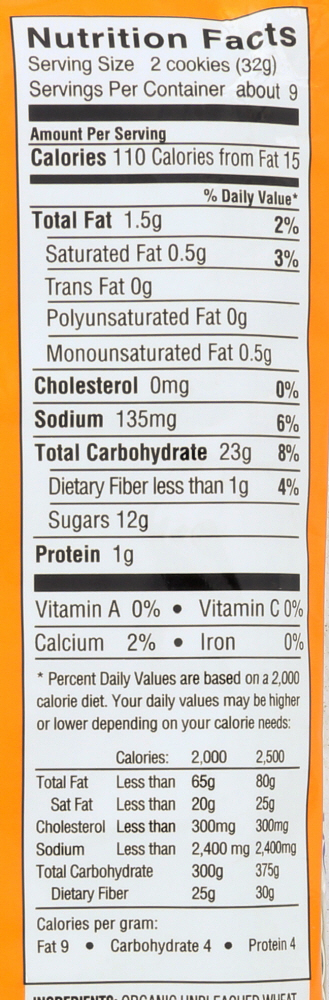 Nutrition Facts
Serving Size 2 cookies (32g)
Servings Per Container about 9
Amount Per Serving
Calories 110 Calories from Fat 15
% Daily Value*
Total Fat 1.5g 2%
Saturated Fat 0.5g 3%
Trans Fat 0g
Polyunsaturated Fat 0g
Monounsaturated Fat 0.5g
Cholesterol 0mg 0%
Sodium 135mg 6%
Total Carbohydrate 23g 8%
Dietary Fiber less than 1g 4%
Sugars 12g
Protein 1g
Vitamin A 0% • Vitamin C 0%
Calcium 2% • Iron 0%
* Percent Daily Values are based on a 2,000
calorie diet. Your daily values may be higher
or lower depending on your calorie needs:
Calories: 2,000 2,500
Total Fat Less than 65g 80g
Sat Fat Less than 20g 25g
Cholesterol Less than 300mg 300mg
Sodium Less than 2,400 mg 2,400mg
Total Carbohydrate 300g 375g
Dietary Fiber 25g 30g
Calories per gram:
Fat 9 • Carbohydrate 4 • Protein 4
INGREDIENTS: ORGANIC UNBLEACHED WHEAT